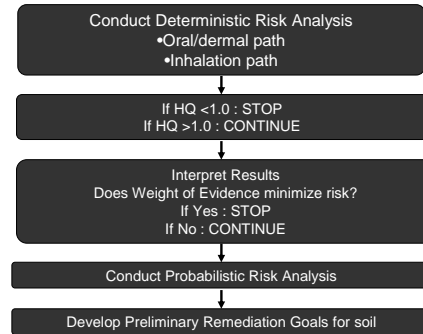 Conduct Deterministic Risk Analysis
•Oral/dermal path
•Inhalation path
If HQ <1.0 : STOP
If HQ >1.0 : CONTINUE
Interpret Results
Does Weight of Evidence minimize risk?
If Yes : STOP
If No : CONTINUE
Conduct Probabilistic Risk Analysis
Develop Preliminary Remediation Goals for soil